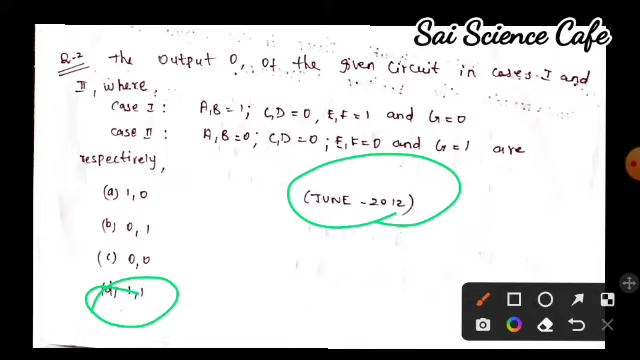 Sai Science Cafe
Q-2 The Output O, Of the given Circuit in cases I and
II, where,
case I: A,B=1; C,D=0, E,F=1 and G=0
case II: A,B=0; C,D=0; E,F=0 and G=1 are
respectively,
(a) 1,0
(JUNE -2012)
(b) 0,1
(c) 0,0
(d) 1,1